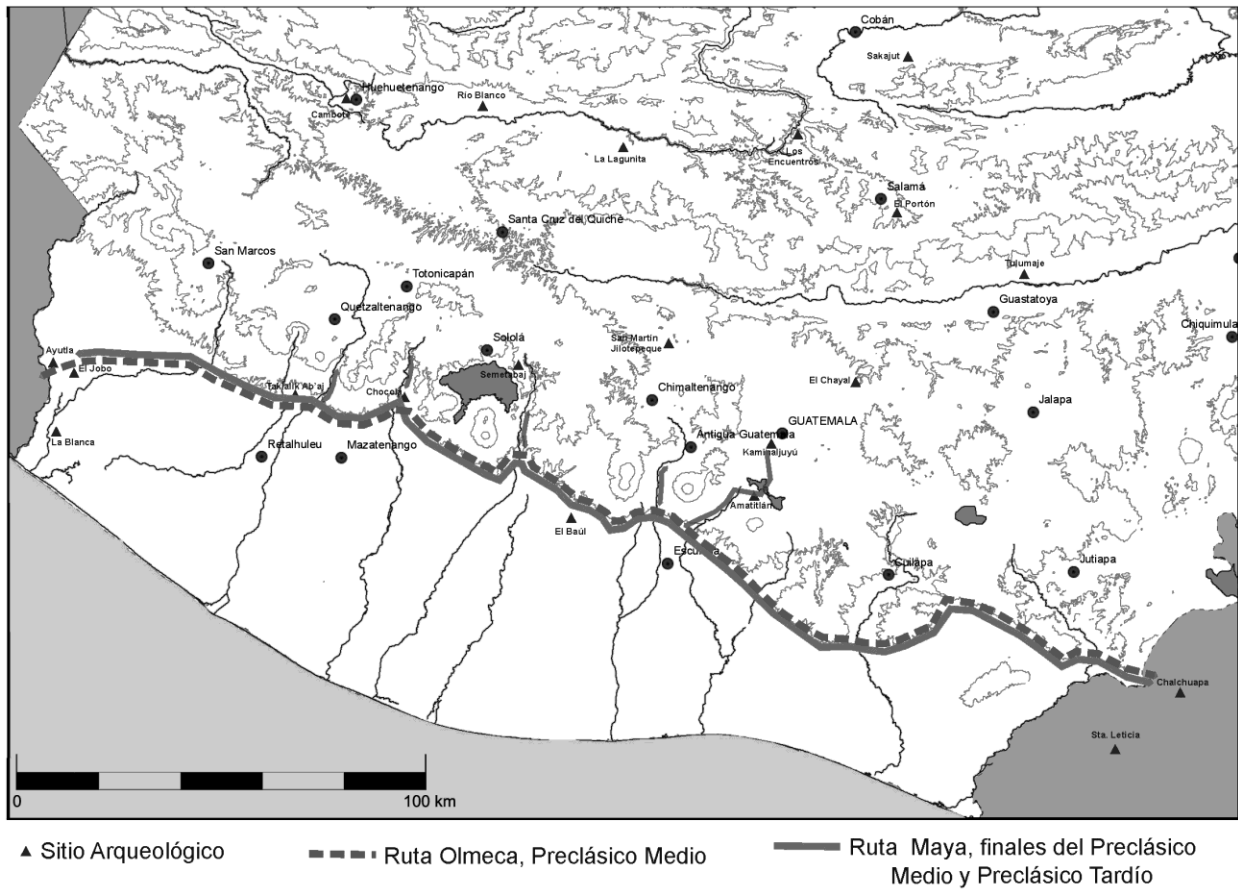 Cobán
Sakajut
Huehuetenango
Río Blanco
La Lagunita
Los
Encuentros
Salamá
El Portón
Santa Cruz del Quiché
San Marcos
Totonicapán
Tulumaje
Guastatoya
Quetzaltenango
Chiquimula
Sololá
San Martín
Jilotepeque
Ayutla
El Jobo
Semetabaj
El Chayal
Tak'alik Ab'aj
Chocolá
Chimaltenango
Jalapa
La Blanca
Antigua Guatemala
GUATEMALA
Kaminaljuyú
Retalhuleu
Mazatenango
Amatitlán
El Baúl
Cuilapa
Jutiapa
Chalchuapa
Sta. Leticia
0
100 km
Sitio Arqueológico
Ruta Olmeca, Preclásico Medio
Ruta Maya, finales del Preclásico
Medio y Preclásico Tardío